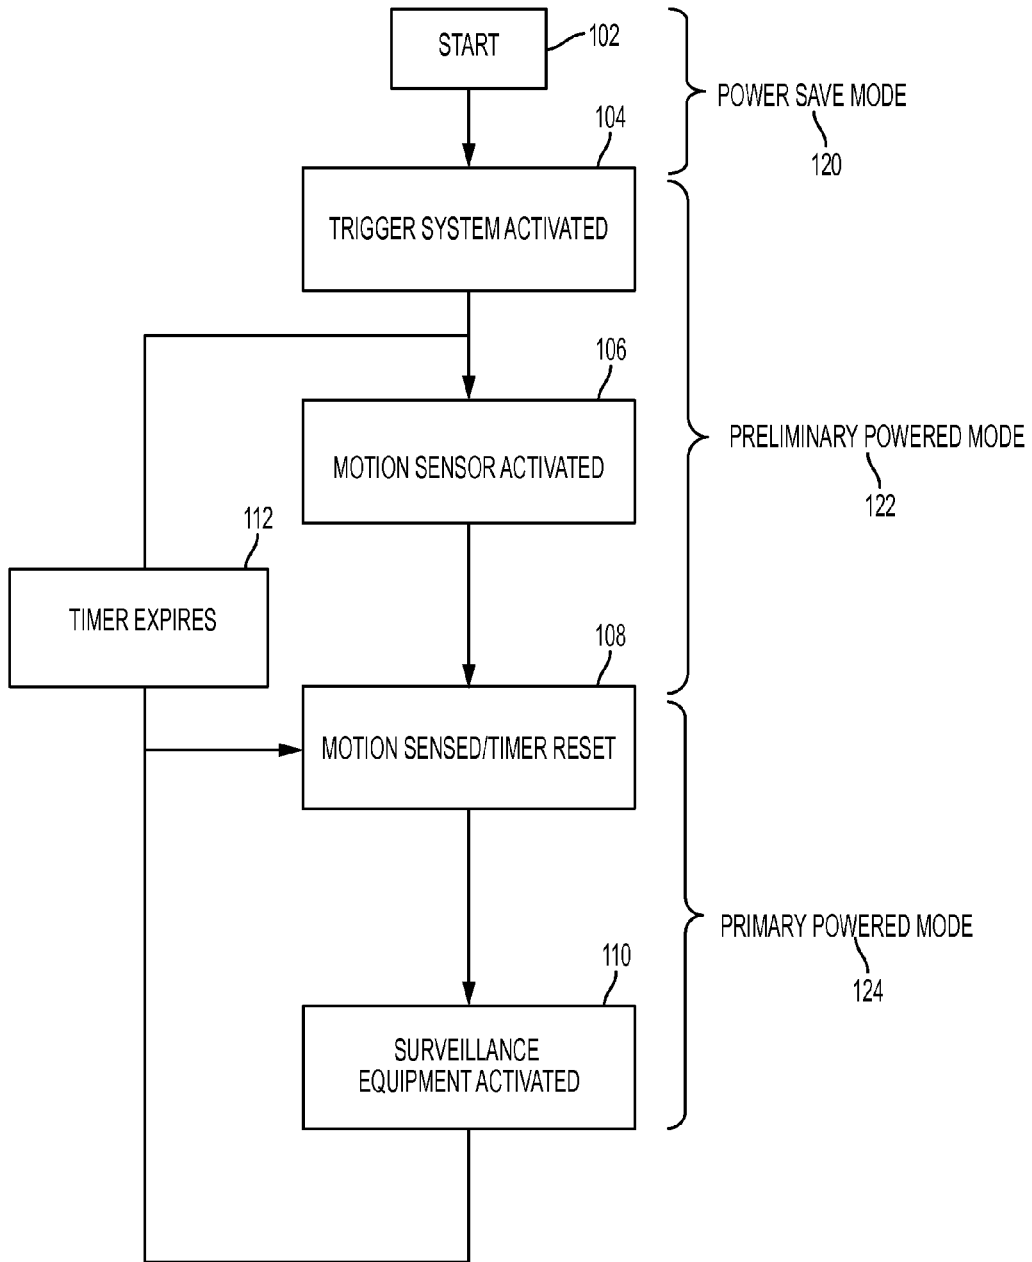 START
102
POWER SAVE MODE
120
104
TRIGGER SYSTEM ACTIVATED
106
MOTION SENSOR ACTIVATED
PRELIMINARY POWERED MODE
122
112
TIMER EXPIRES
108
MOTION SENSED/TIMER RESET
PRIMARY POWERED MODE
124
110
SURVEILLANCE
EQUIPMENT ACTIVATED